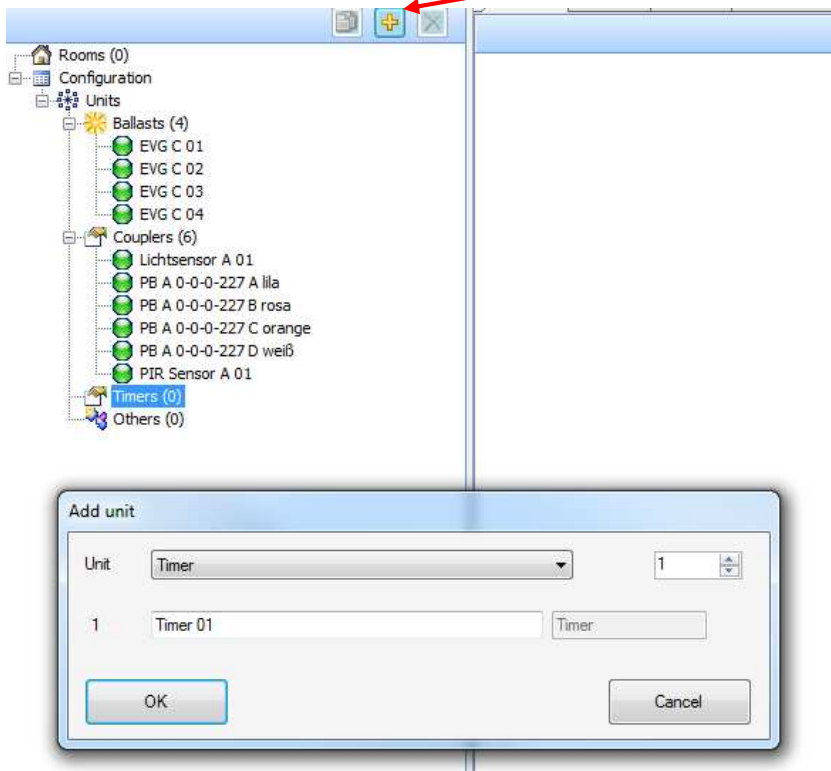 Rooms (0)
Configuration
Units
Ballasts (4)
EVG C 01
EVG C 02
EVG C 03
EVG C 04
Couplers (6)
Lichtsensor A 01
PB A 0-0-0-227 A lila
PB A 0-0-0-227 B rosa
PB A 0-0-0-227 C orange
PB A 0-0-0-227 D weiß
PIR Sensor A 01
Timers (0)
Others (0)
Add unit
Unit Timer 1
1 Timer 01 Timer
OK Cancel